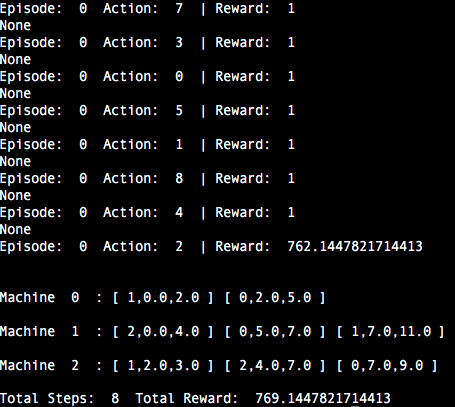 Episode:  0  Action:  7  | Reward:  1
None
Episode:  0  Action:  3  | Reward:  1
None
Episode:  0  Action:  0  | Reward:  1
None
Episode:  0  Action:  5  | Reward:  1
None
Episode:  0  Action:  1  | Reward:  1
None
Episode:  0  Action:  8  | Reward:  1
None
Episode:  0  Action:  4  | Reward:  1
None
Episode:  0  Action:  2  | Reward:  762.1447821714413
Machine  0  : [ 1,0.0,2.0 ] [ 0,2.0,5.0 ]
Machine  1  : [ 2,0.0,4.0 ] [ 0,5.0,7.0 ] [ 1,7.0,11.0 ]
Machine  2  : [ 1,2.0,3.0 ] [ 2,4.0,7.0 ] [ 0,7.0,9.0 ]
Total Steps:  8  Total Reward:  769.1447821714413